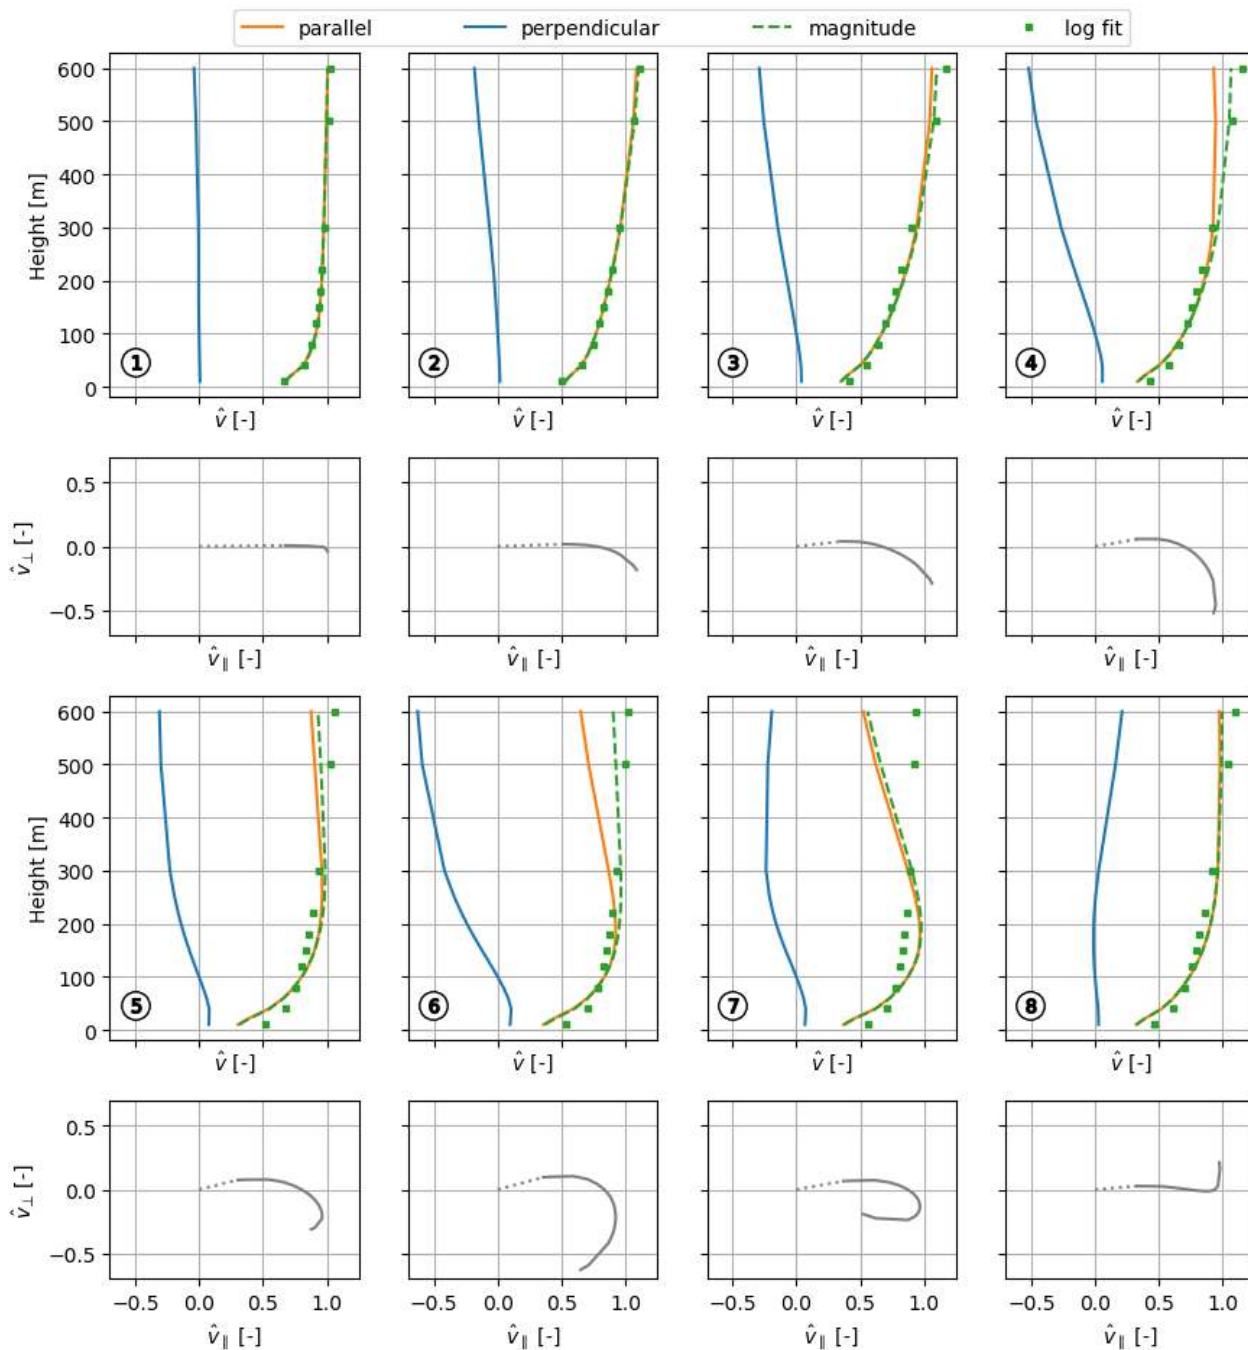 parallel perpendicular magnitude log fit
600
500
400
300
200
100
0
Height [m]
① ② ③ ④
v̂ [-] v̂ [-] v̂ [-] v̂ [-]
0.5
0.0
−0.5
v̂⊥ [-]
v̂∥ [-] v̂∥ [-] v̂∥ [-] v̂∥ [-]
600
500
400
300
200
100
0
Height [m]
⑤ ⑥ ⑦ ⑧
v̂ [-] v̂ [-] v̂ [-] v̂ [-]
0.5
0.0
−0.5
v̂⊥ [-]
−0.5 0.0 0.5 1.0 −0.5 0.0 0.5 1.0 −0.5 0.0 0.5 1.0 −0.5 0.0 0.5 1.0
v̂∥ [-] v̂∥ [-] v̂∥ [-] v̂∥ [-]